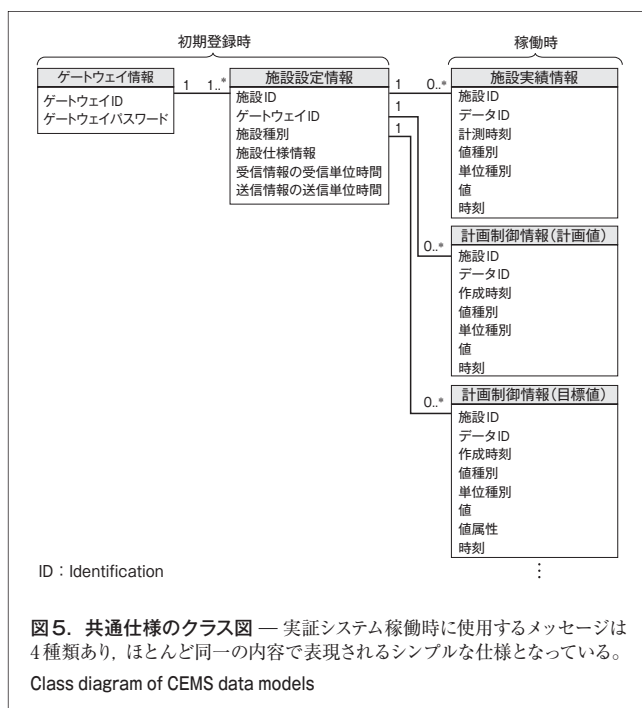 初期登録時
稼働時
ゲートウェイ情報
ゲートウェイID
ゲートウェイパスワード
1
1..*
施設設定情報
施設ID
ゲートウェイID
施設種別
施設仕様情報
受信情報の受信単位時間
送信情報の送信単位時間
1
1
1
0..*
施設実績情報
施設ID
データID
計測時刻
値種別
単位種別
値
時刻
0..*
計画制御情報(計画値)
施設ID
データID
作成時刻
値種別
単位種別
値
時刻
0..*
計画制御情報(目標値)
施設ID
データID
作成時刻
値種別
単位種別
値
値属性
時刻
⋮
ID:Identification
図5. 共通仕様のクラス図 — 実証システム稼働時に使用するメッセージは
4種類あり,ほとんど同一の内容で表現されるシンプルな仕様となっている。
Class diagram of CEMS data models